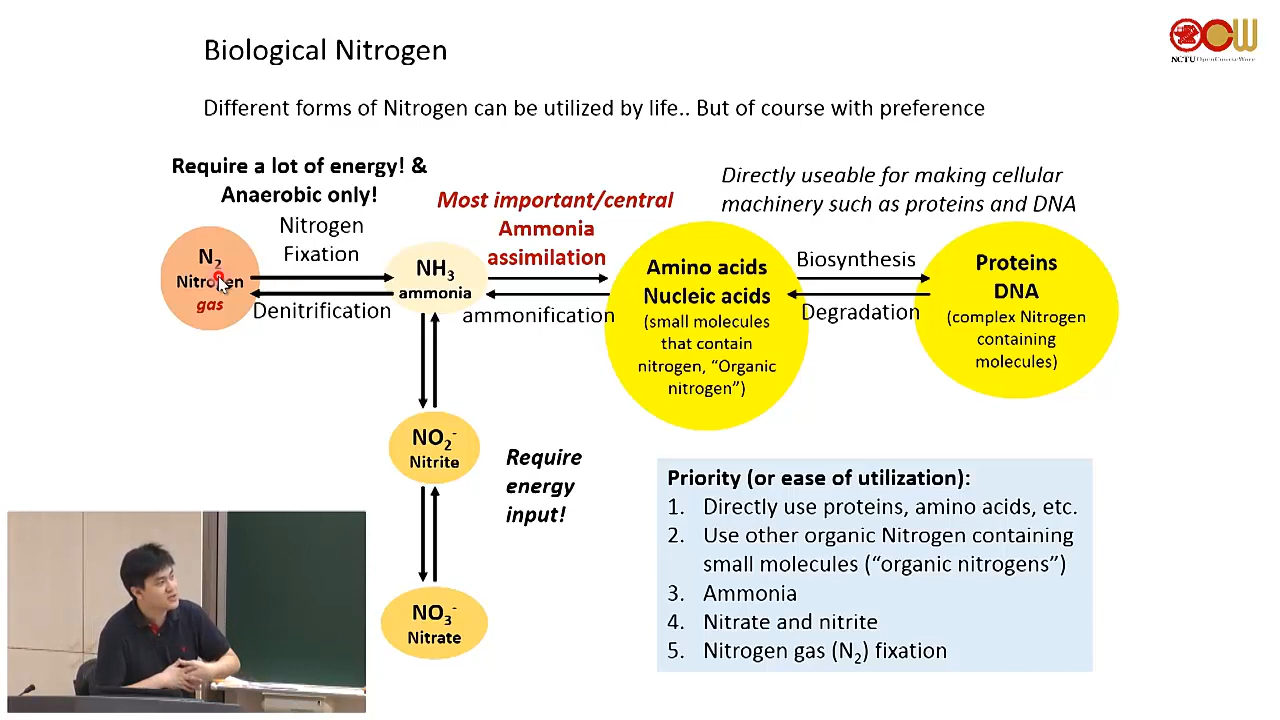 Biological Nitrogen
NCTU OpenCourseWare
Different forms of Nitrogen can be utilized by life.. But of course with preference
Require a lot of energy! &
Anaerobic only!
Nitrogen
Fixation
Most important/central
Ammonia
assimilation
Directly useable for making cellular
machinery such as proteins and DNA
N₂
Nitrogen
gas
Denitrification
NH₃
ammonia
ammonification
Amino acids
Nucleic acids
(small molecules
that contain
nitrogen, “Organic
nitrogen”)
Biosynthesis
Degradation
Proteins
DNA
(complex Nitrogen
containing
molecules)
NO₂⁻
Nitrite
Require
energy
input!
NO₃⁻
Nitrate
Priority (or ease of utilization):
1. Directly use proteins, amino acids, etc.
2. Use other organic Nitrogen containing
small molecules (“organic nitrogens”)
3. Ammonia
4. Nitrate and nitrite
5. Nitrogen gas (N₂) fixation